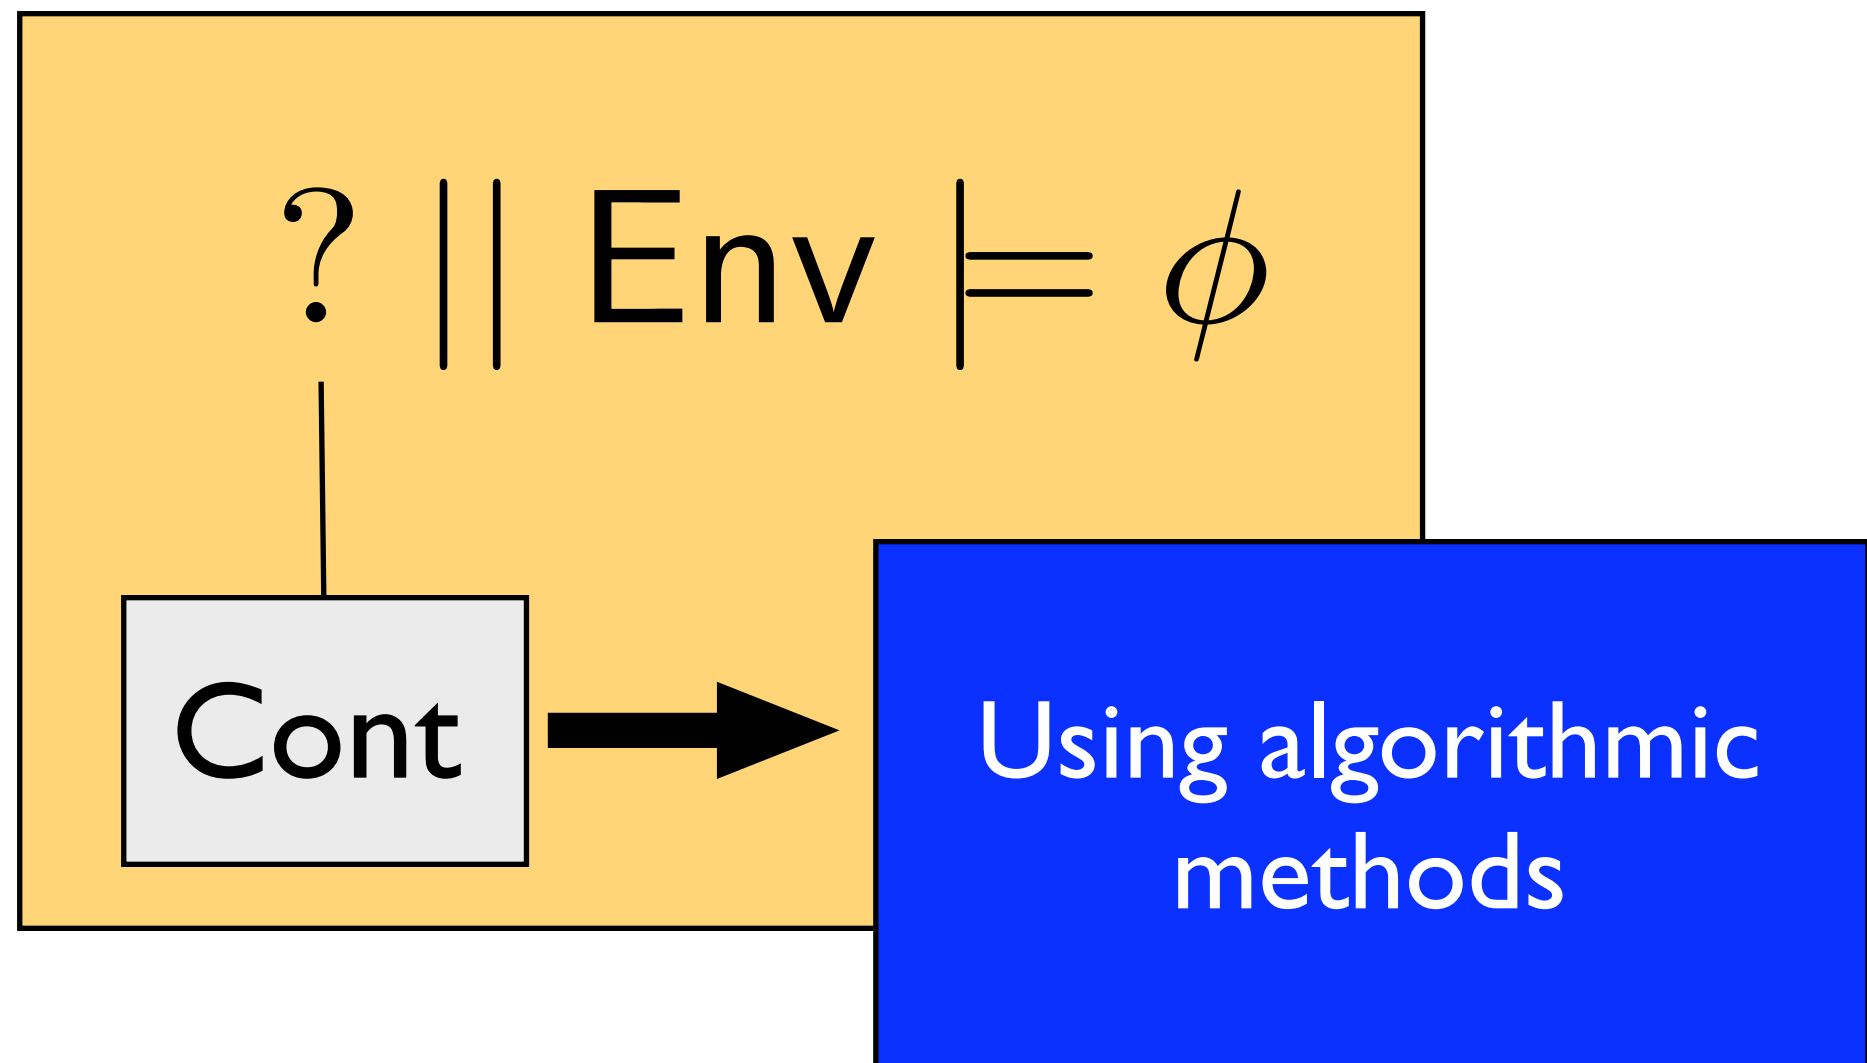 ? || Env ⊨ ϕ
Cont
Using algorithmic
methods